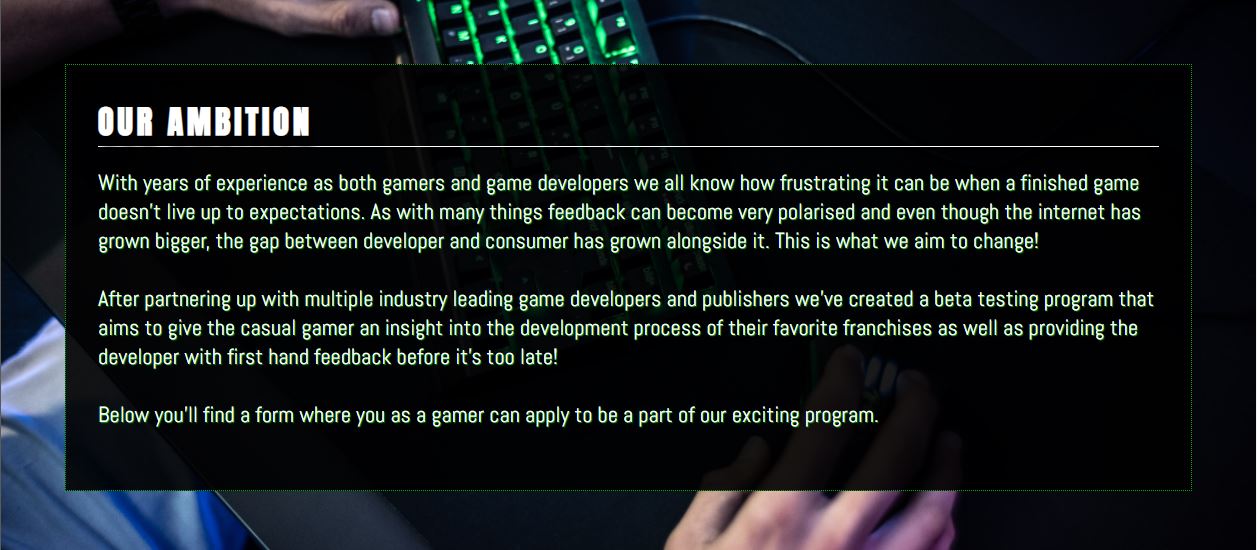 OUR AMBITION
With years of experience as both gamers and game developers we all know how frustrating it can be when a finished game
doesn't live up to expectations. As with many things feedback can become very polarised and even though the internet has
grown bigger, the gap between developer and consumer has grown alongside it. This is what we aim to change!
After partnering up with multiple industry leading game developers and publishers we've created a beta testing program that
aims to give the casual gamer an insight into the development process of their favorite franchises as well as providing the
developer with first hand feedback before it's too late!
Below you'll find a form where you as a gamer can apply to be a part of our exciting program.